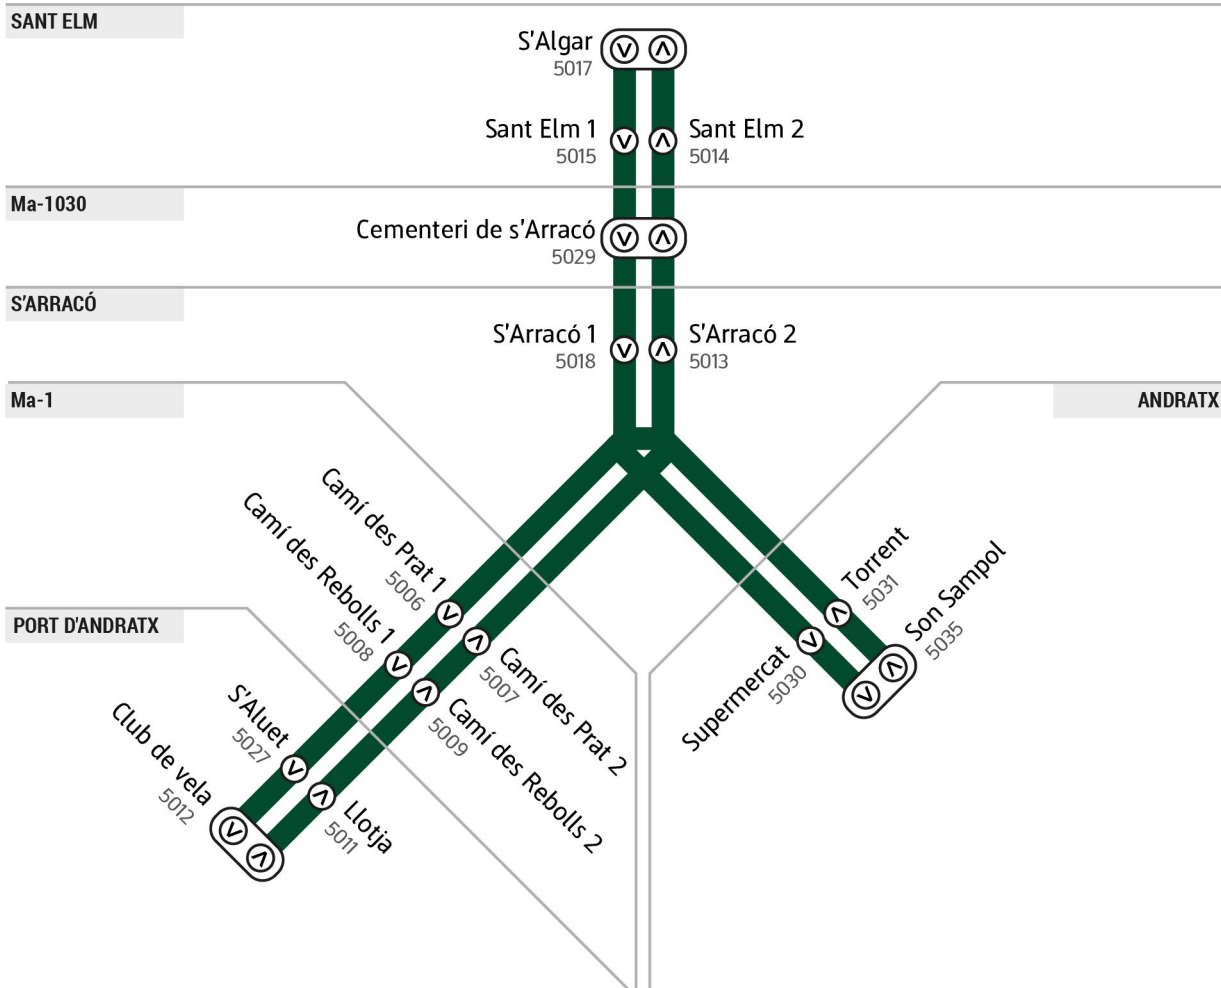 SANT ELM
S'Algar
5017
Sant Elm 1
5015
Sant Elm 2
5014
Ma-1030
Cementeri de s'Arracó
5029
S'ARRACÓ
S'Arracó 1
5018
S'Arracó 2
5013
Ma-1
ANDRATX
Camí des Prat 1
5006
Camí des Rebolls 1
5008
Torrent
5031
Son Sampol
5035
Supermercat
5030
PORT D'ANDRATX
Camí des Prat 2
5007
Camí des Rebolls 2
5009
S'Aluet
5027
Club de vela
5012
Llotja
5011